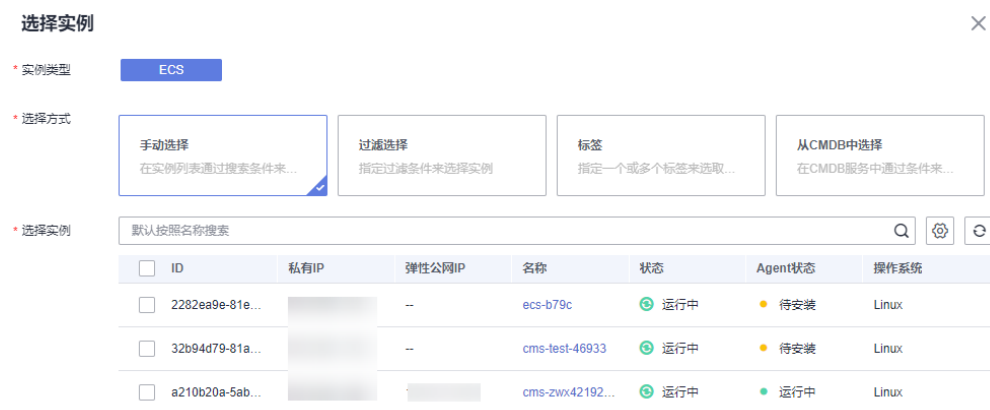 选择实例
* 实例类型 ECS
* 选择方式
手动选择 过滤选择 标签 从CMDB中选择
在实例列表通过搜索条件来... 指定过滤条件来选择实例 指定一个或多个标签来选取... 在CMDB服务中通过条件来...
* 选择实例 默认按照名称搜索
ID 私有IP 弹性公网IP 名称 状态 Agent状态 操作系统
2282ea9e-81e... -- ecs-b79c 运行中 待安装 Linux
32b94d79-81a... -- cms-test-46933 运行中 待安装 Linux
a210b20a-5ab... cms-zwx42192... 运行中 运行中 Linux